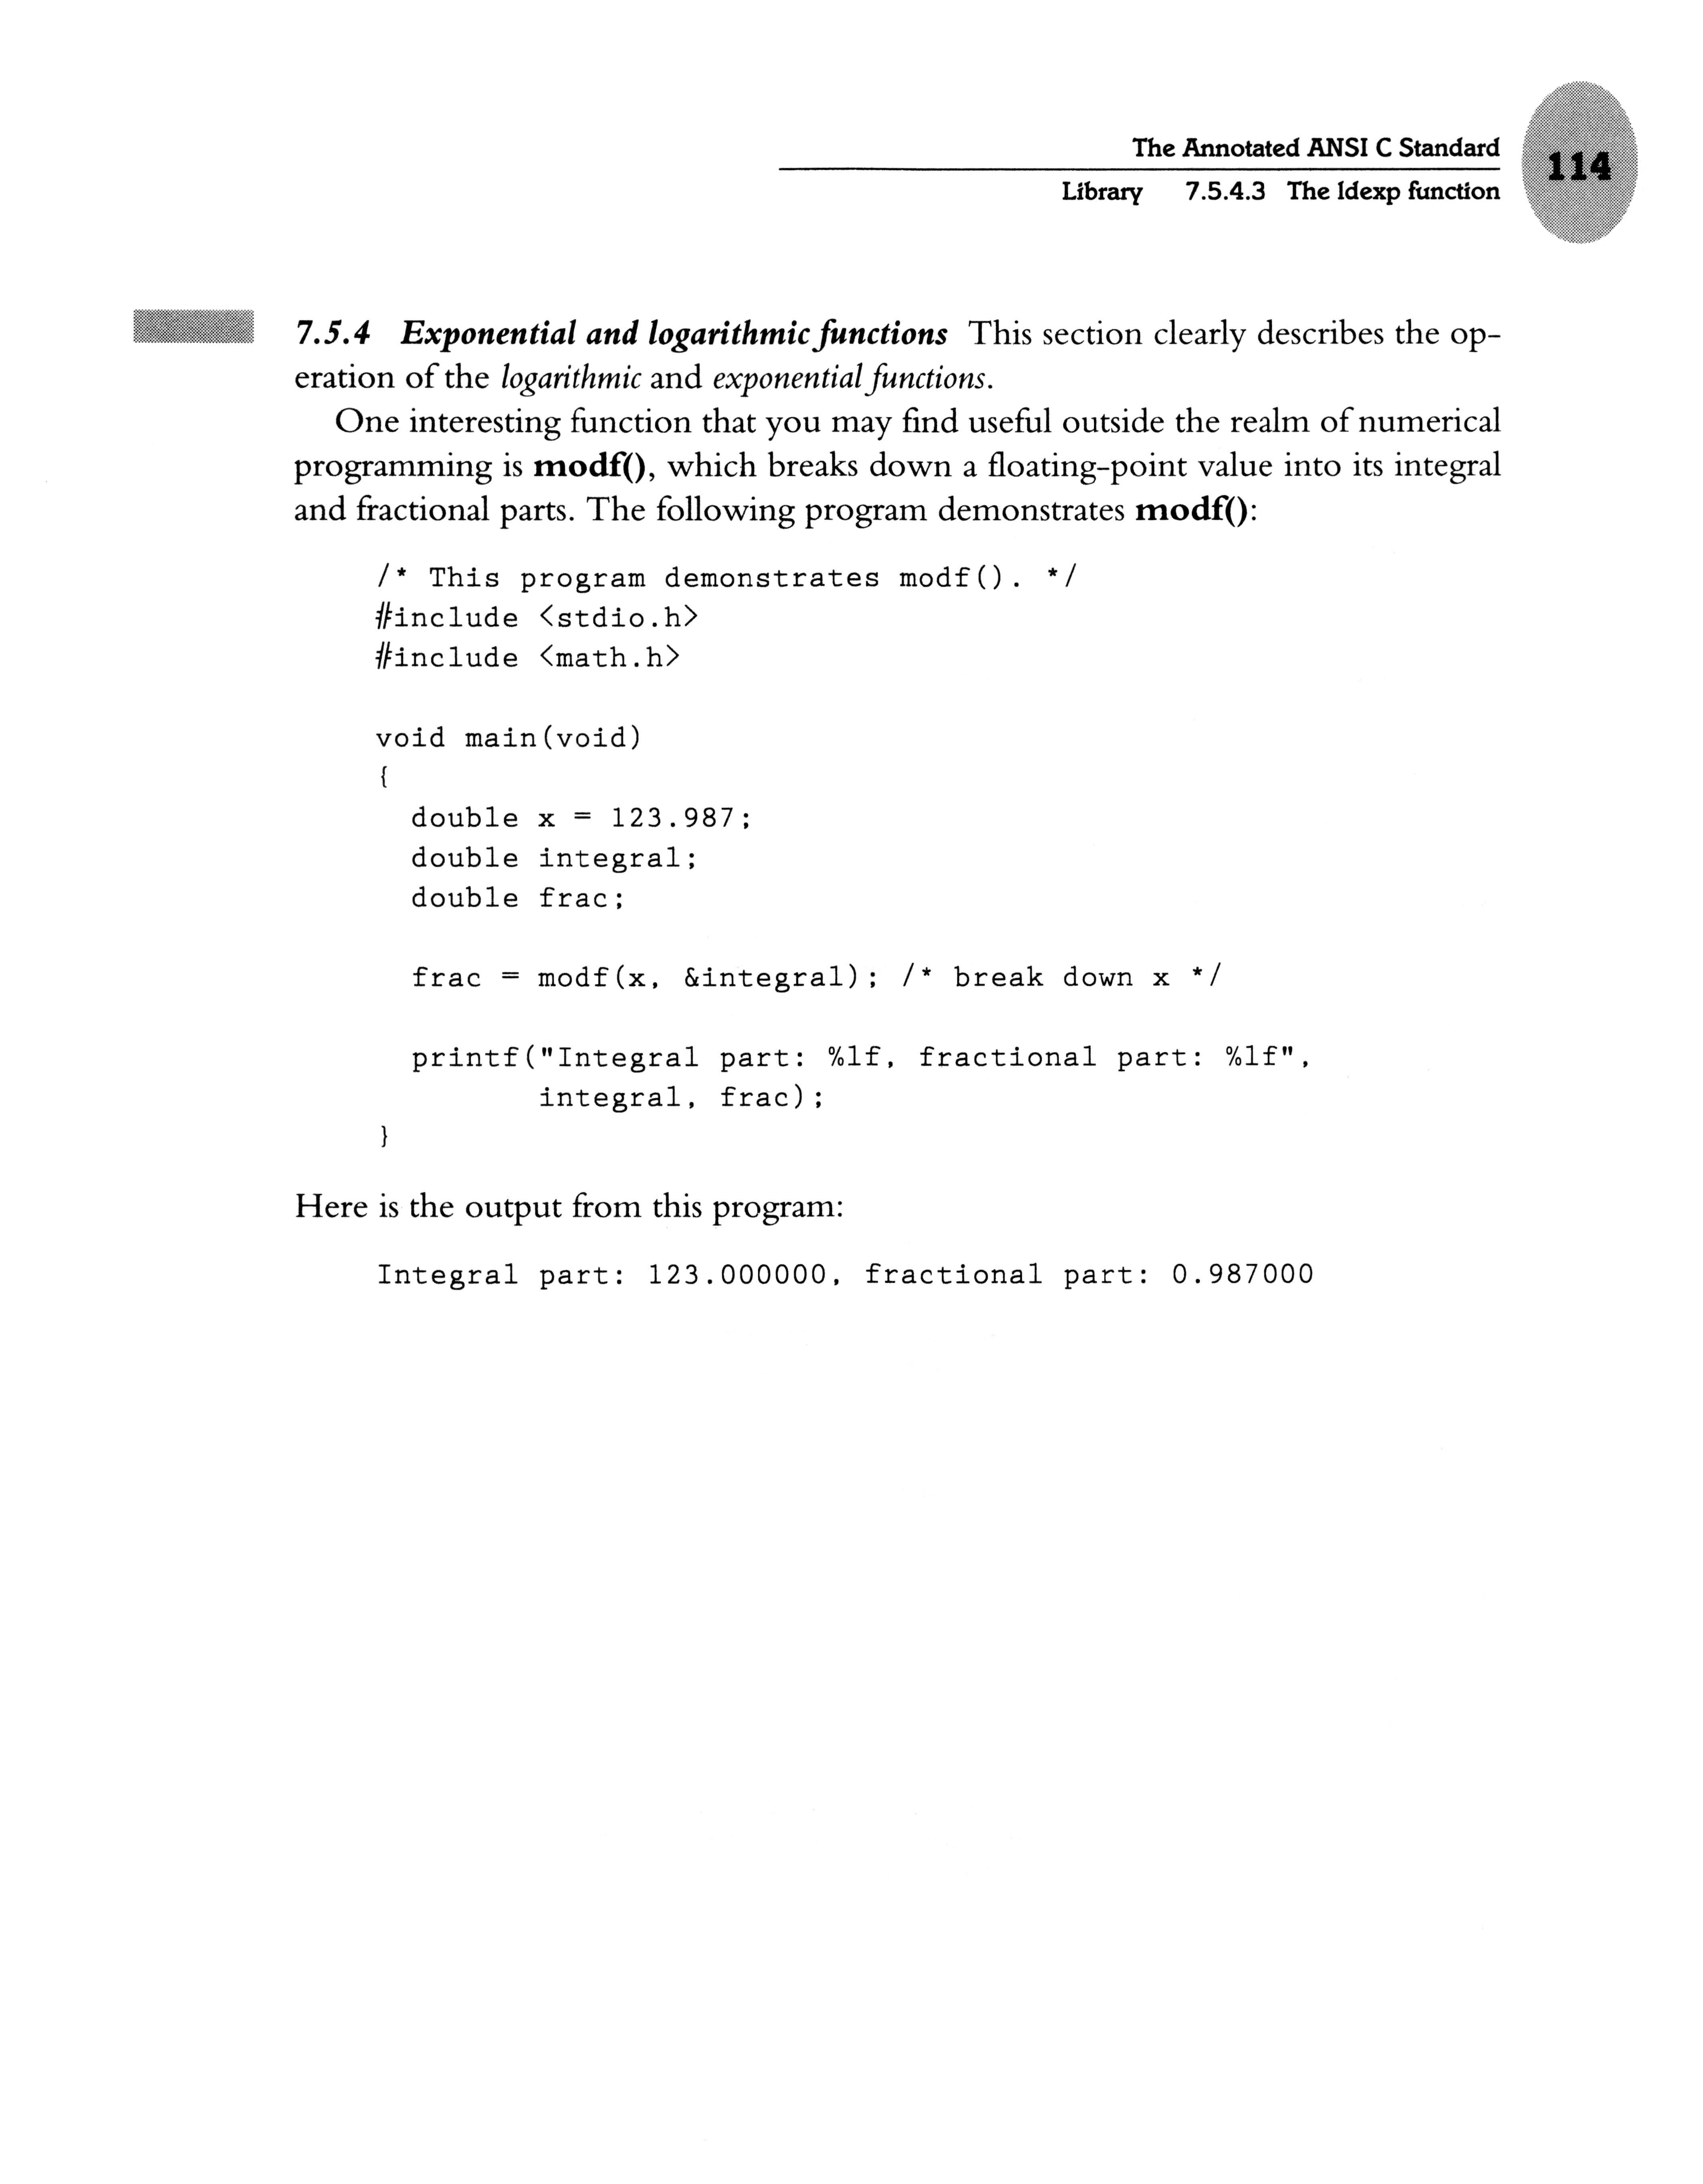 The Annotated ANSI C Standard
114
Library 7.5.4.3 The ldexp function
7.5.4 Exponential and logarithmic functions This section clearly describes the op-
eration of the logarithmic and exponential functions.
One interesting function that you may find useful outside the realm of numerical
programming is modf(), which breaks down a floating-point value into its integral
and fractional parts. The following program demonstrates modf():
/* This program demonstrates modf(). */
#include <stdio.h>
#include <math.h>
void main(void)
{
  double x = 123.987;
  double integral;
  double frac;
  frac = modf(x, &integral); /* break down x */
  printf("Integral part: %lf, fractional part: %lf",
         integral, frac);
}
Here is the output from this program:
Integral part: 123.000000, fractional part: 0.987000